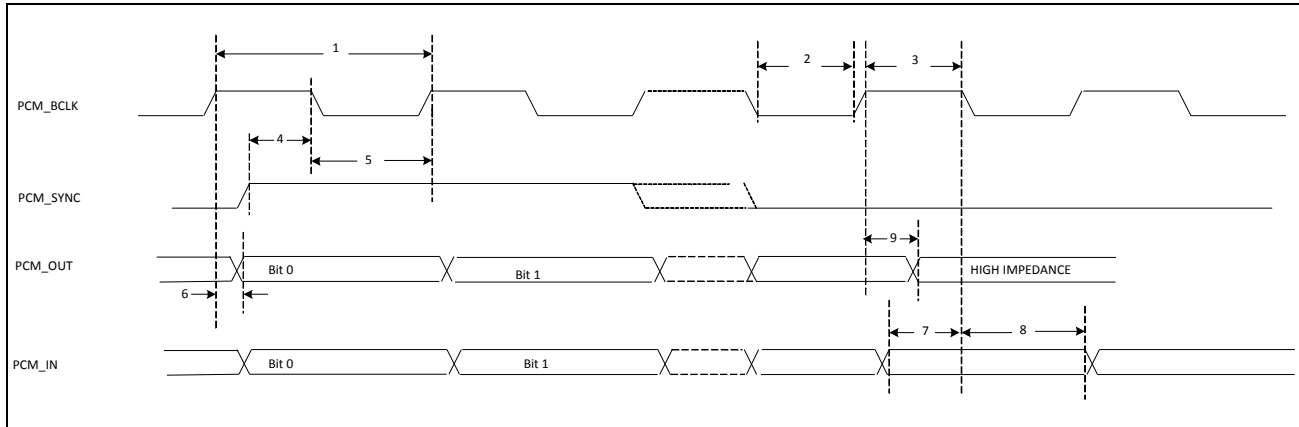 1
2
3
PCM_BCLK
4
5
PCM_SYNC
9
PCM_OUT
Bit 0
Bit 1
HIGH IMPEDANCE
6
7
8
PCM_IN
Bit 0
Bit 1